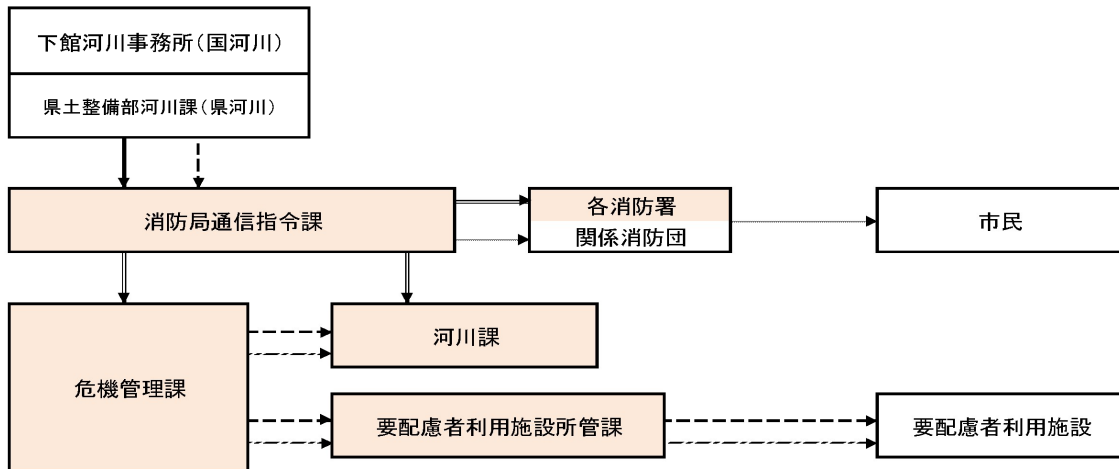 下館河川事務所（国河川）
県土整備部河川課（県河川）
消防局通信指令課
各消防署
関係消防団
市民
危機管理課
河川課
要配慮者利用施設所管課
要配慮者利用施設